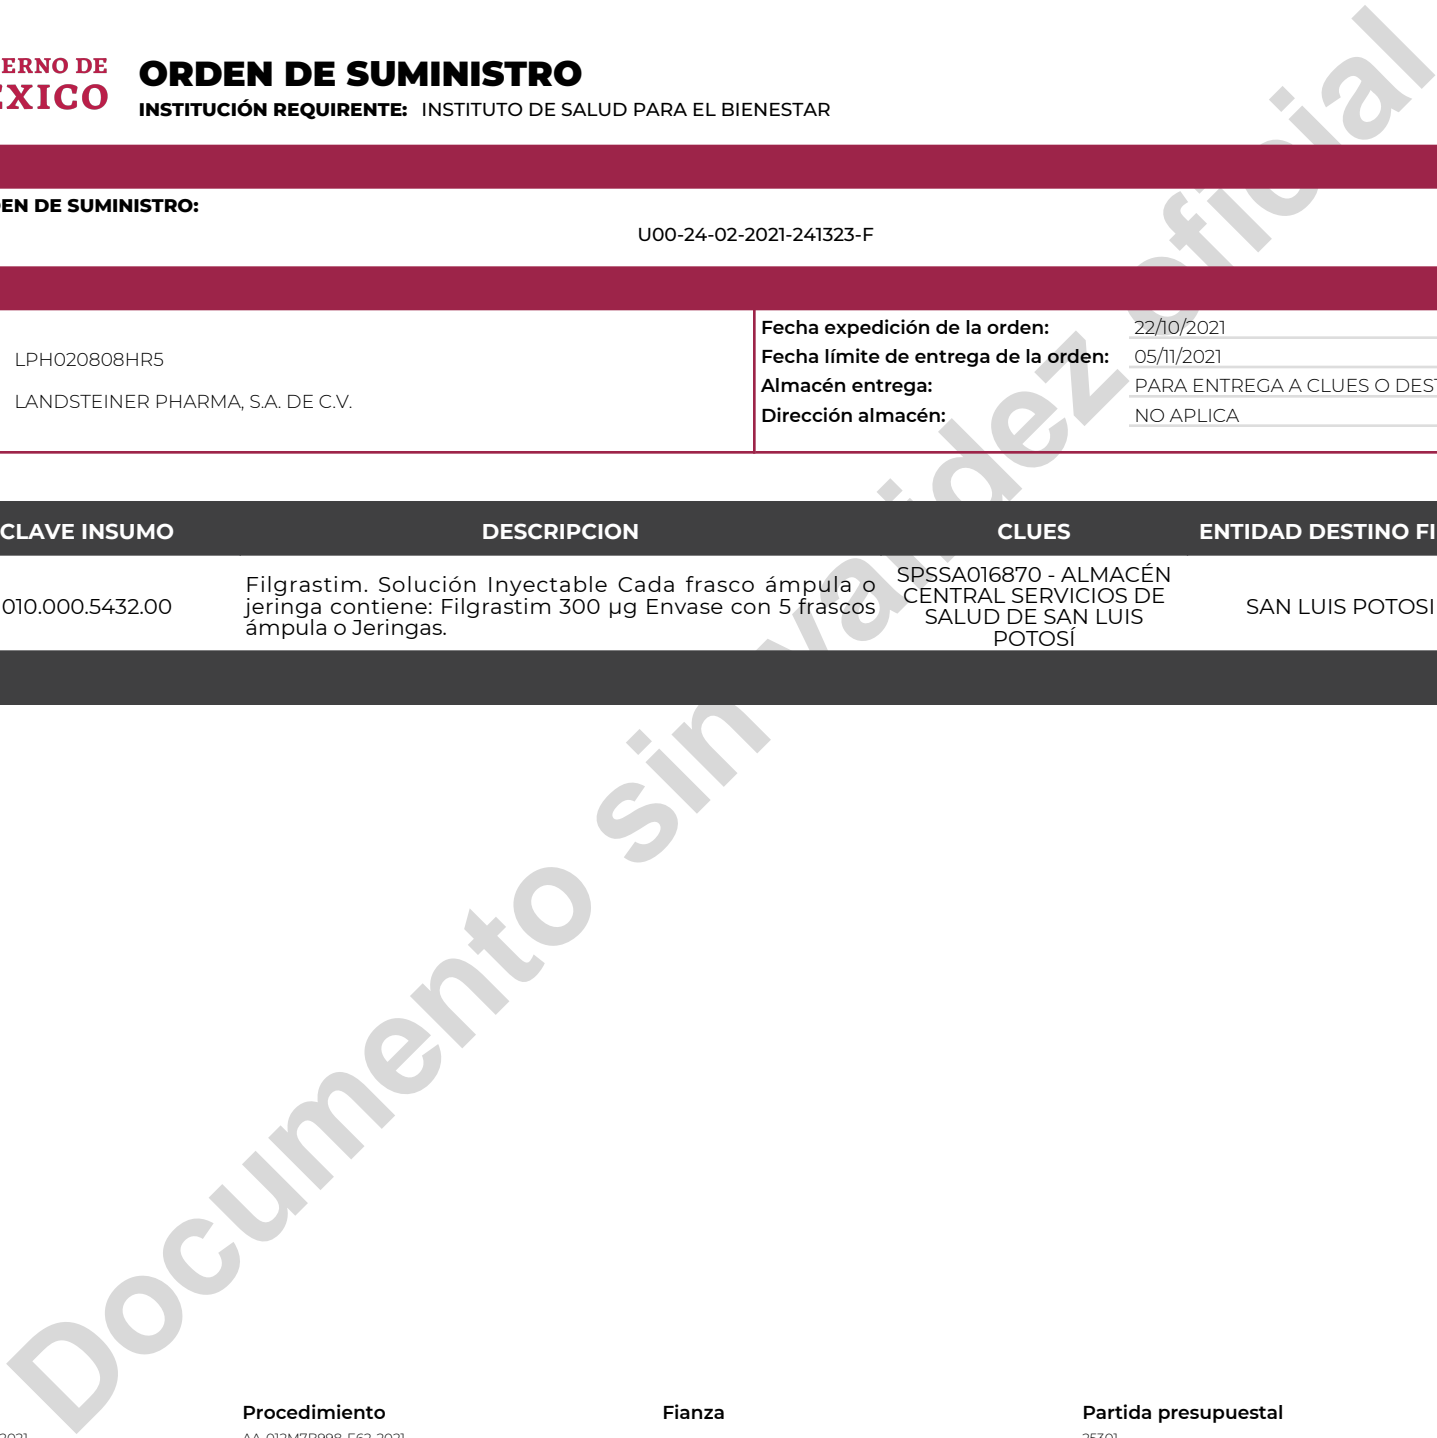 ERNO DE
EXICO
ORDEN DE SUMINISTRO
INSTITUCIÓN REQUIRENTE: INSTITUTO DE SALUD PARA EL BIENESTAR
EN DE SUMINISTRO:
U00-24-02-2021-241323-F
LPH020808HR5
LANDSTEINER PHARMA, S.A. DE C.V.
Fecha expedición de la orden: 22/10/2021
Fecha límite de entrega de la orden: 05/11/2021
Almacén entrega: PARA ENTREGA A CLUES O DEST
Dirección almacén: NO APLICA
CLAVE INSUMO DESCRIPCION CLUES ENTIDAD DESTINO FI
010.000.5432.00
Filgrastim. Solución Inyectable Cada frasco ámpula o
jeringa contiene: Filgrastim 300 µg Envase con 5 frascos
ámpula o Jeringas.
SPSSA016870 - ALMACÉN
CENTRAL SERVICIOS DE
SALUD DE SAN LUIS
POTOSÍ
SAN LUIS POTOSI
Documento sin validez oficial
Procedimiento Fianza Partida presupuestal